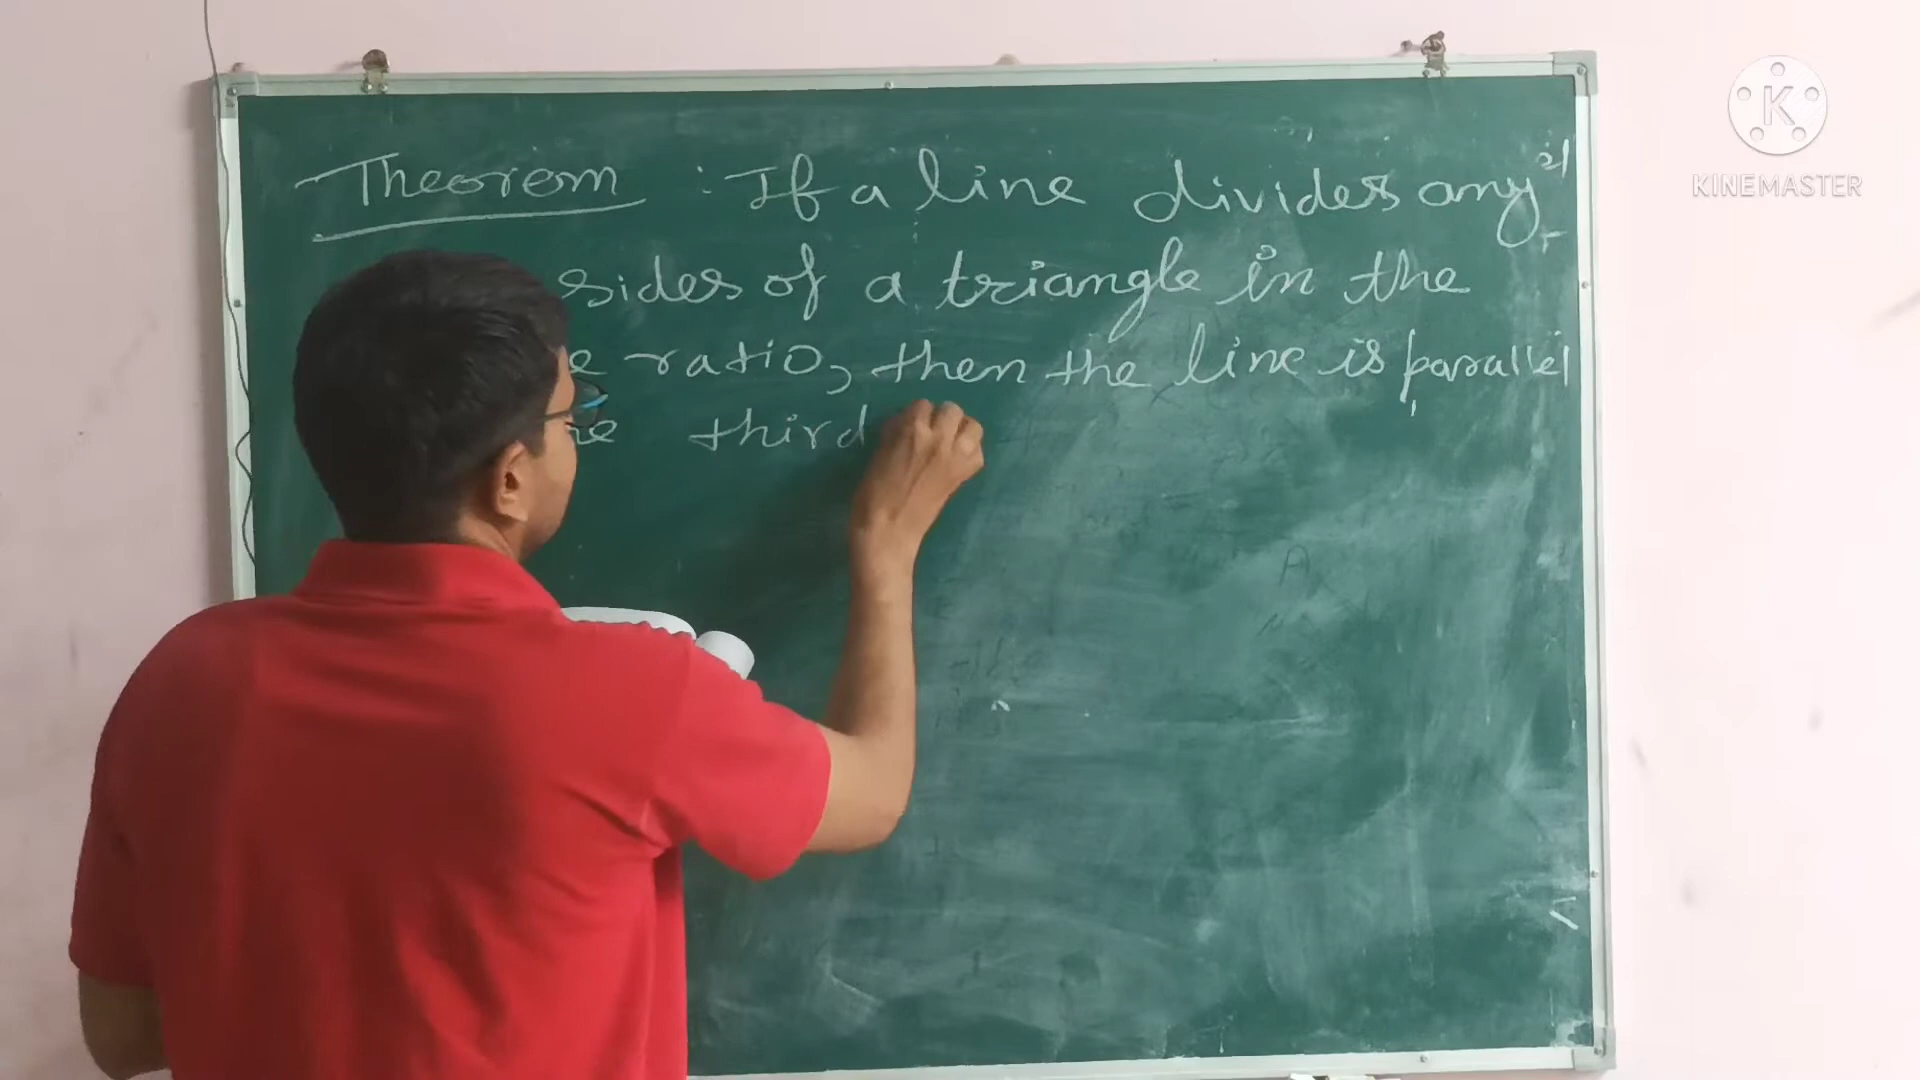 Theorem : If a line divides any
sides of a triangle in the
ratio, then the line is parallel
third
KINEMASTER